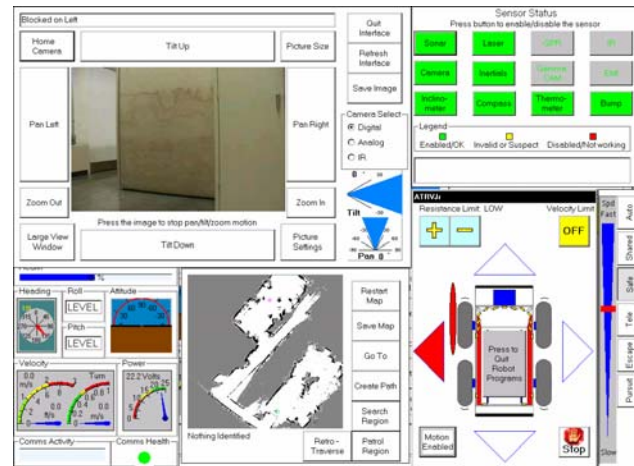 Blocked on Left
Home Camera
Tilt Up
Picture Size
Quit Interface
Refresh Interface
Save Image
Pan Left
Pan Right
Camera Select
Digital
Analog
IR
Zoom Out
Zoom In
Tilt
Press the image to stop pan/tilt/zoom motion
Large View Window
Tilt Down
Picture Settings
Pan 0
Sensor Status
Press button to enable/disable the sensor
Sonar
Laser
GPR
IR
Camera
Inertials
Inclino-meter
Compass
Thermo-meter
Bump
Legend
Enabled/OK
Invalid or Suspect
Disabled/Not working
ATRVJr
Resistance Limit: LOW
Velocity Limit
+
−
OFF
Spd
Fast
Auto
Shared
Safe
Tele
Escape
Pursuit
Slow
Press to Quit Robot Programs
Motion Enabled
Stop
%
Heading
Roll
LEVEL
Pitch
LEVEL
Attitude
Velocity
0.0 m/s
Turn
ft/s
Power
22.2 Volts
Comms Activity
Comms Health
Restart Map
Save Map
Go To
Create Path
Search Region
Nothing Identified
Retro-Traverse
Patrol Region